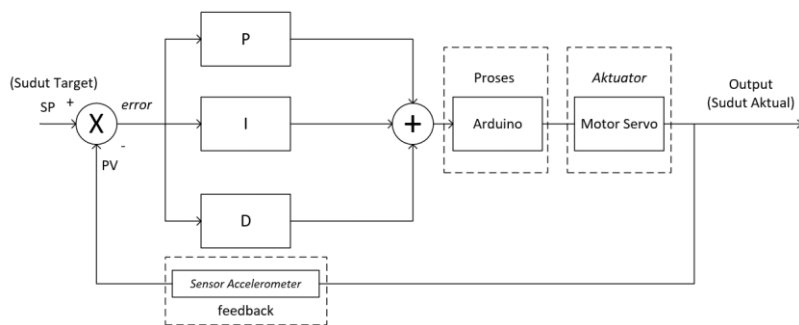 P
Proses
Aktuator
(Sudut Target)
SP
+
error
X
I
+
Arduino
Motor Servo
Output
(Sudut Aktual)
-
PV
D
Sensor Accelerometer
feedback